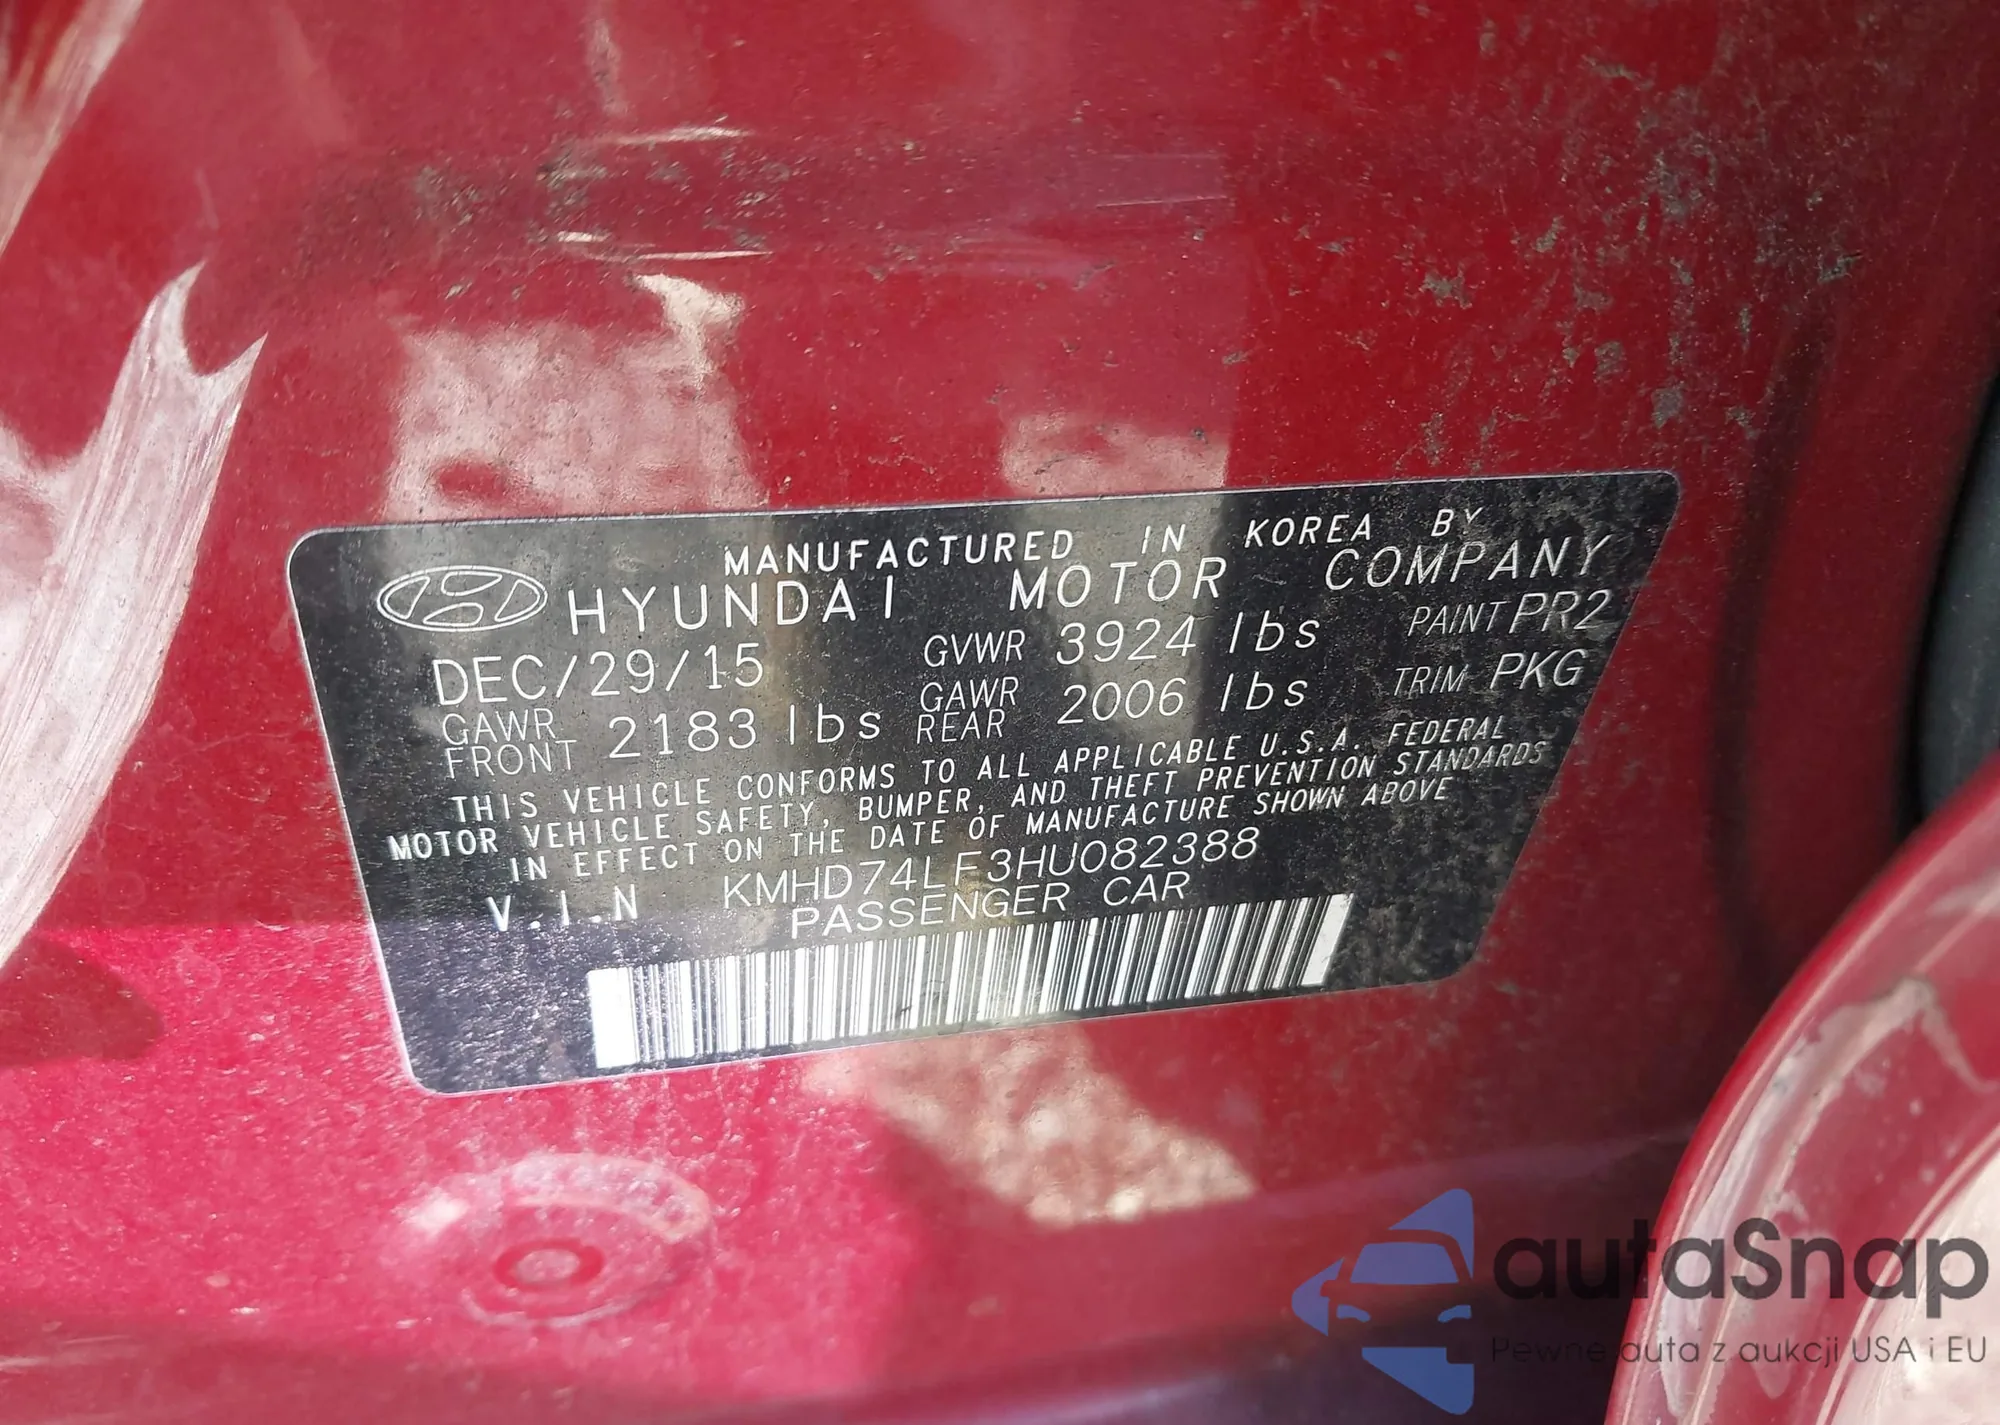 MANUFACTURED IN KOREA BY
HYUNDAI MOTOR COMPANY
DEC/29/15 GVWR 3924 lbs PAINT PR2
GAWR FRONT 2183 lbs GAWR REAR 2006 lbs TRIM PKG
THIS VEHICLE CONFORMS TO ALL APPLICABLE U.S.A. FEDERAL
MOTOR VEHICLE SAFETY, BUMPER, AND THEFT PREVENTION STANDARDS
IN EFFECT ON THE DATE OF MANUFACTURE SHOWN ABOVE
V.I.N KMHD74LF3HU082388
PASSENGER CAR
autaSnap
Pewne auta z aukcji USA i EU